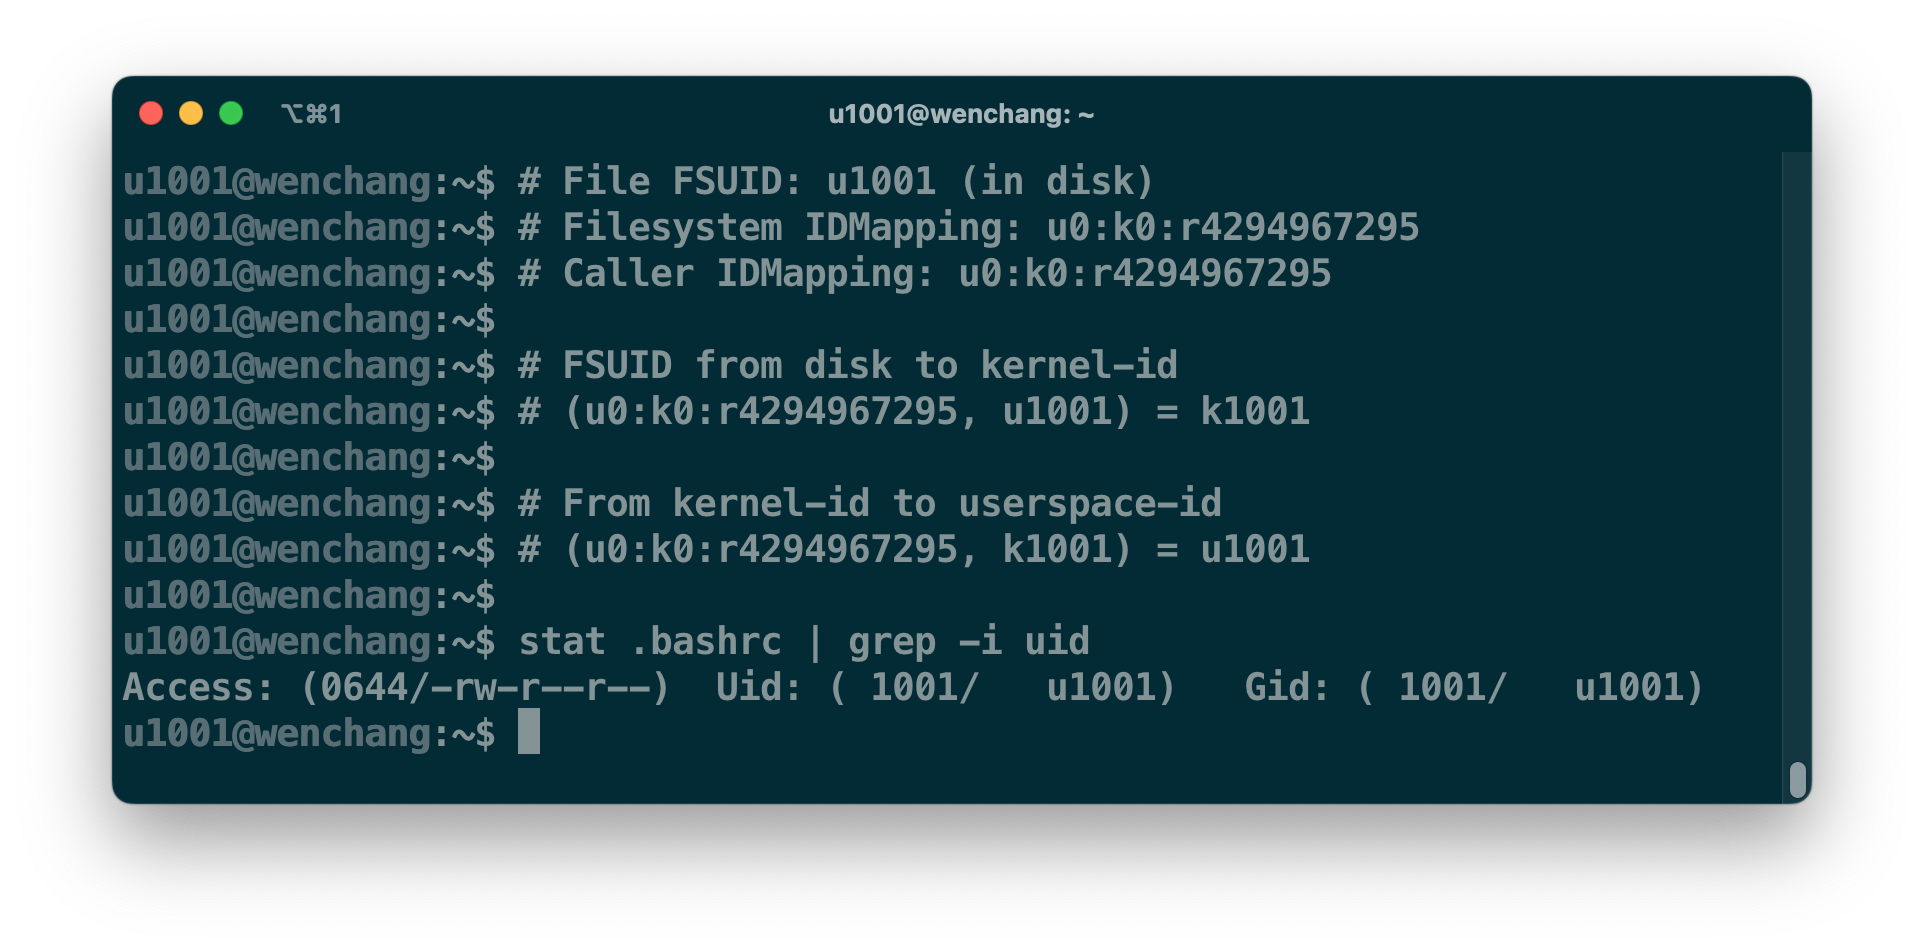 ⌥⌘1
u1001@wenchang: ~
u1001@wenchang:~$ # File FSUID: u1001 (in disk)
u1001@wenchang:~$ # Filesystem IDMapping: u0:k0:r4294967295
u1001@wenchang:~$ # Caller IDMapping: u0:k0:r4294967295
u1001@wenchang:~$
u1001@wenchang:~$ # FSUID from disk to kernel-id
u1001@wenchang:~$ # (u0:k0:r4294967295, u1001) = k1001
u1001@wenchang:~$
u1001@wenchang:~$ # From kernel-id to userspace-id
u1001@wenchang:~$ # (u0:k0:r4294967295, k1001) = u1001
u1001@wenchang:~$
u1001@wenchang:~$ stat .bashrc | grep -i uid
Access: (0644/-rw-r--r--)  Uid: ( 1001/   u1001)   Gid: ( 1001/   u1001)
u1001@wenchang:~$